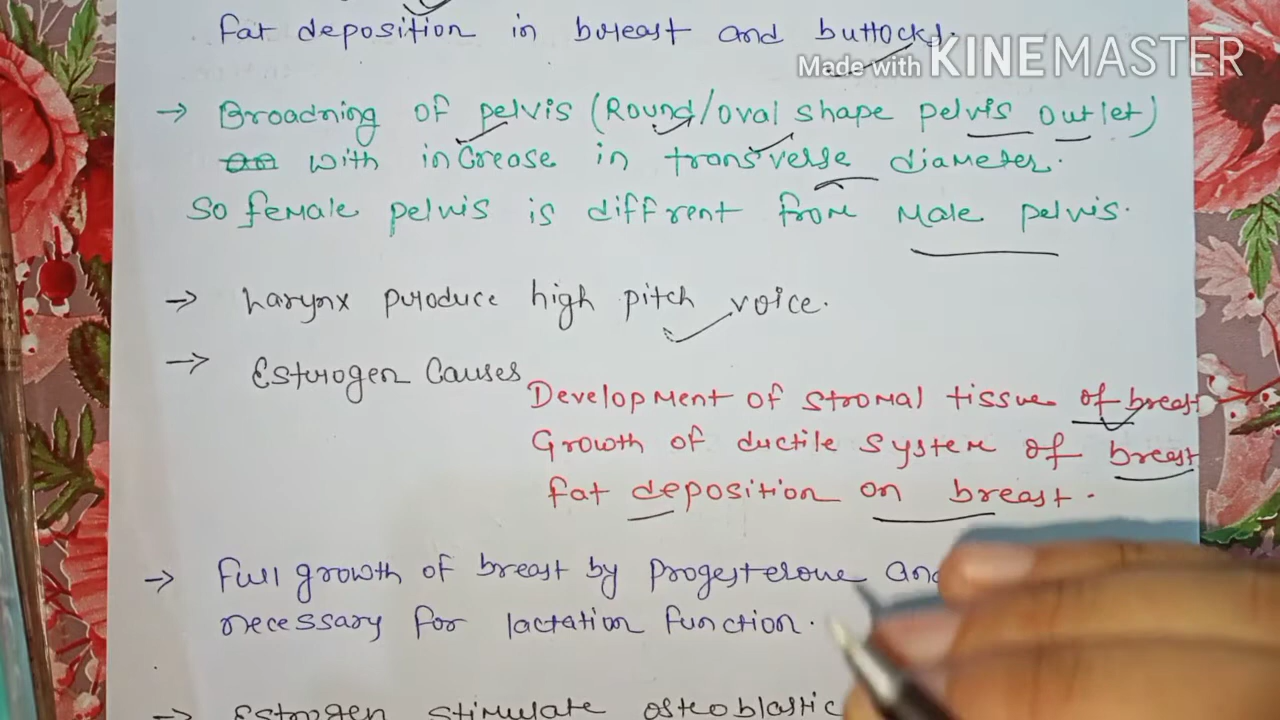 fat deposition in breast and buttocks.
Made with KINEMASTER
→ Broadning of pelvis (Round/oval shape pelvis outlet)
with increase in transverse diameter.
So female pelvis is diffrent from Male pelvis.
→ Larynx produce high pitch voice.
→ Estrogen Causes
Development of stromal tissue of breast
Growth of ductile system of breast
fat deposition on breast.
→ Full growth of breast by progesterone and
necessary for lactation function.
→ Estrogen stimulate osteoblastic